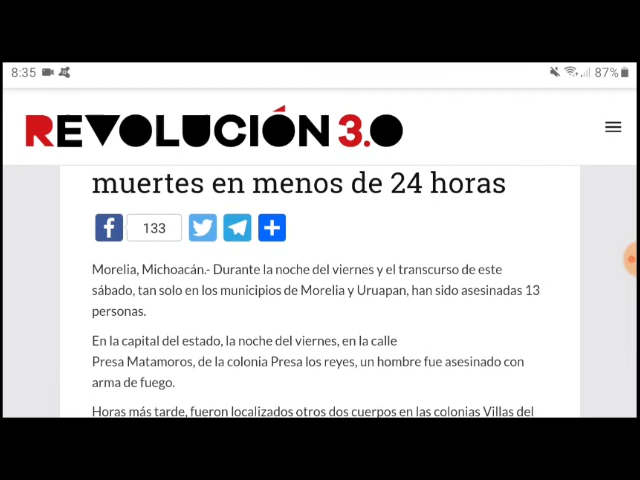 8:35
87%
REVOLUCIÓN 3.0
muertes en menos de 24 horas
f 133
Morelia, Michoacán.- Durante la noche del viernes y el transcurso de este
sábado, tan solo en los municipios de Morelia y Uruapan, han sido asesinadas 13
personas.
En la capital del estado, la noche del viernes, en la calle
Presa Matamoros, de la colonia Presa los reyes, un hombre fue asesinado con
arma de fuego.
Horas más tarde, fueron localizados otros dos cuerpos en las colonias Villas del